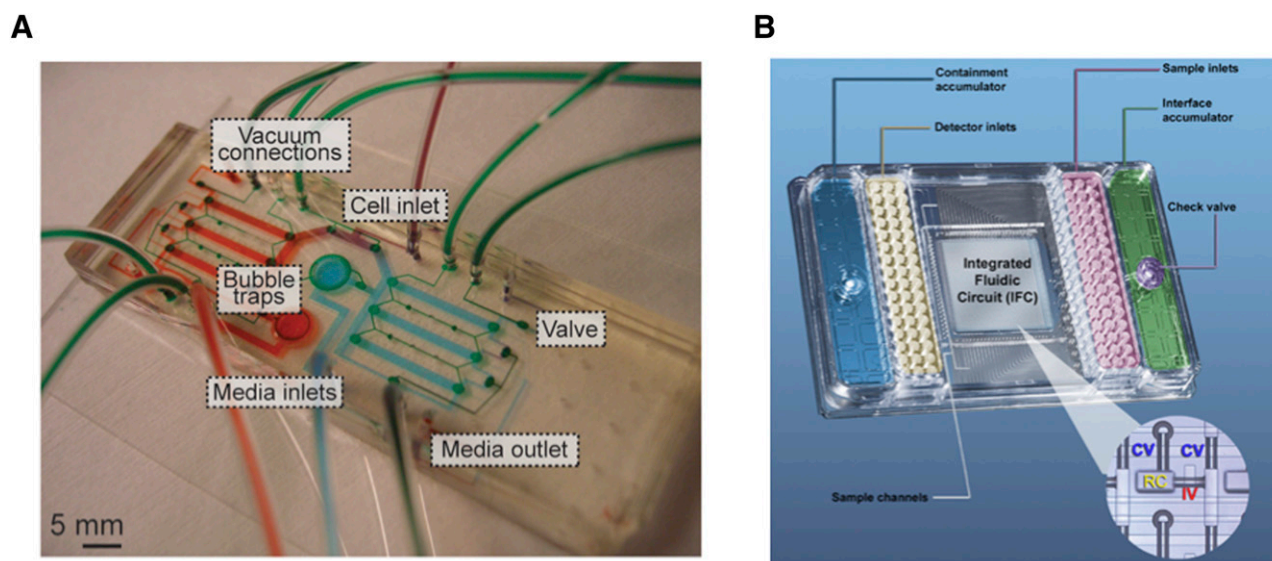 A
Vacuum
connections
Cell inlet
Bubble
traps
Valve
Media inlets
Media outlet
5 mm
B
Containment
accumulator
Sample inlets
Detector inlets
Interface
accumulator
Check valve
Integrated
Fluidic
Circuit (IFC)
Sample channels
CV CV
RC
IV